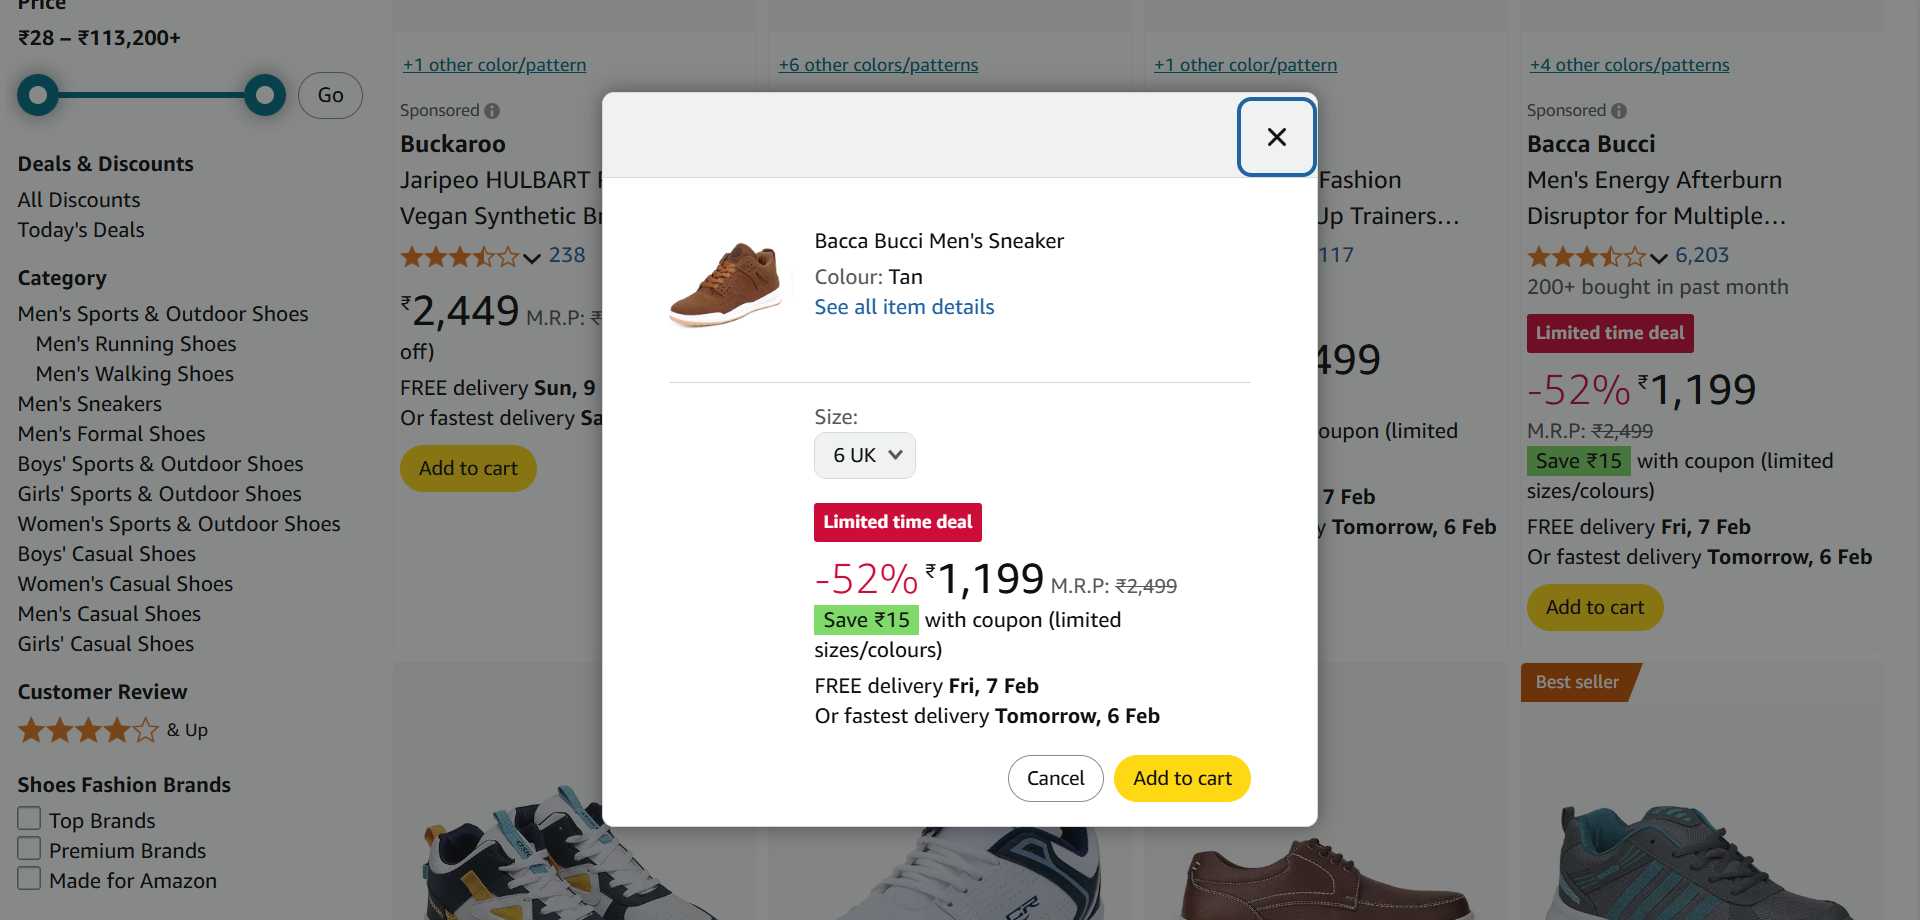 Price
₹28 – ₹113,200+
Go
Deals & Discounts
All Discounts
Today's Deals
Category
Men's Sports & Outdoor Shoes
Men's Running Shoes
Men's Walking Shoes
Men's Sneakers
Men's Formal Shoes
Boys' Sports & Outdoor Shoes
Girls' Sports & Outdoor Shoes
Women's Sports & Outdoor Shoes
Boys' Casual Shoes
Women's Casual Shoes
Men's Casual Shoes
Girls' Casual Shoes
Customer Review
& Up
Shoes Fashion Brands
Top Brands
Premium Brands
Made for Amazon
+1 other color/pattern
Sponsored
Buckaroo
Jaripeo HULBART
Vegan Synthetic
238
₹2,449 M.R.P: ₹
off)
FREE delivery Sun, 9
Or fastest delivery Sa
Add to cart
+6 other colors/patterns
+1 other color/pattern
Fashion
Up Trainers...
117
499
coupon (limited
7 Feb
y Tomorrow, 6 Feb
+4 other colors/patterns
Sponsored
Bacca Bucci
Men's Energy Afterburn
Disruptor for Multiple...
6,203
200+ bought in past month
Limited time deal
-52% ₹1,199
M.R.P: ₹2,499
Save ₹15 with coupon (limited
sizes/colours)
FREE delivery Fri, 7 Feb
Or fastest delivery Tomorrow, 6 Feb
Add to cart
Best seller
Bacca Bucci Men's Sneaker
Colour: Tan
See all item details
Size:
6 UK
Limited time deal
-52% ₹1,199 M.R.P: ₹2,499
Save ₹15 with coupon (limited
sizes/colours)
FREE delivery Fri, 7 Feb
Or fastest delivery Tomorrow, 6 Feb
Cancel
Add to cart